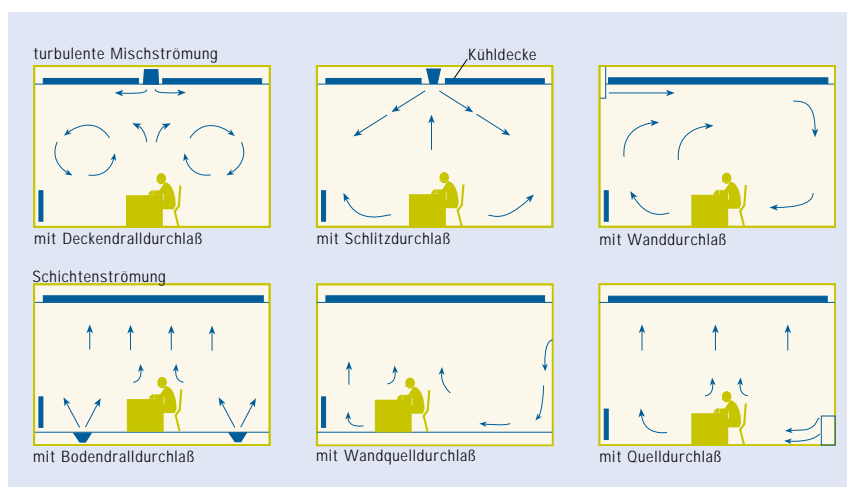 turbulente Mischströmung
Kühldecke
mit Deckendralldurchlaß
mit Schlitzdurchlaß
mit Wanddurchlaß
Schichtenströmung
mit Bodendralldurchlaß
mit Wandquelldurchlaß
mit Quelldurchlaß